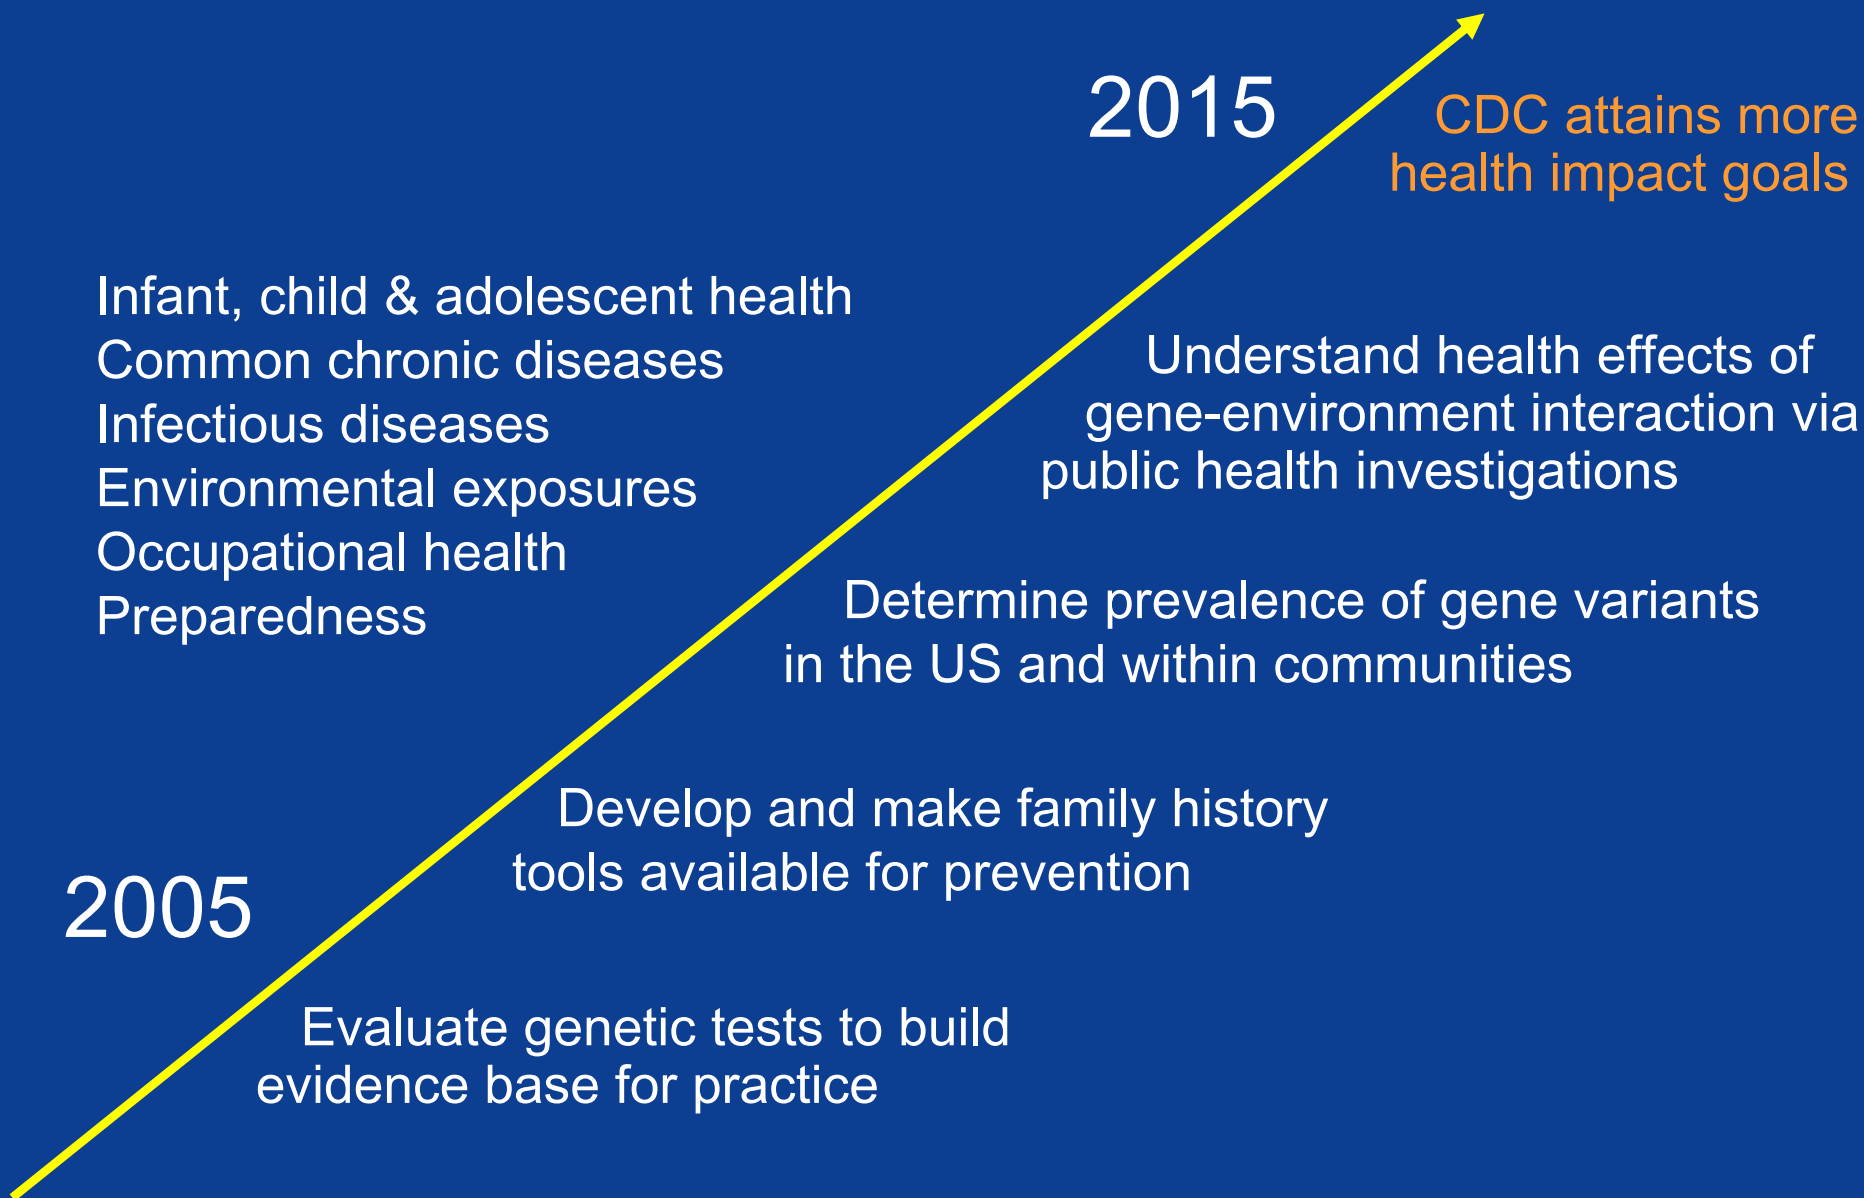 2015
CDC attains more
health impact goals
Infant, child & adolescent health
Common chronic diseases
Infectious diseases
Environmental exposures
Occupational health
Preparedness
Understand health effects of
gene-environment interaction via
public health investigations
Determine prevalence of gene variants
in the US and within communities
Develop and make family history
tools available for prevention
2005
Evaluate genetic tests to build
evidence base for practice